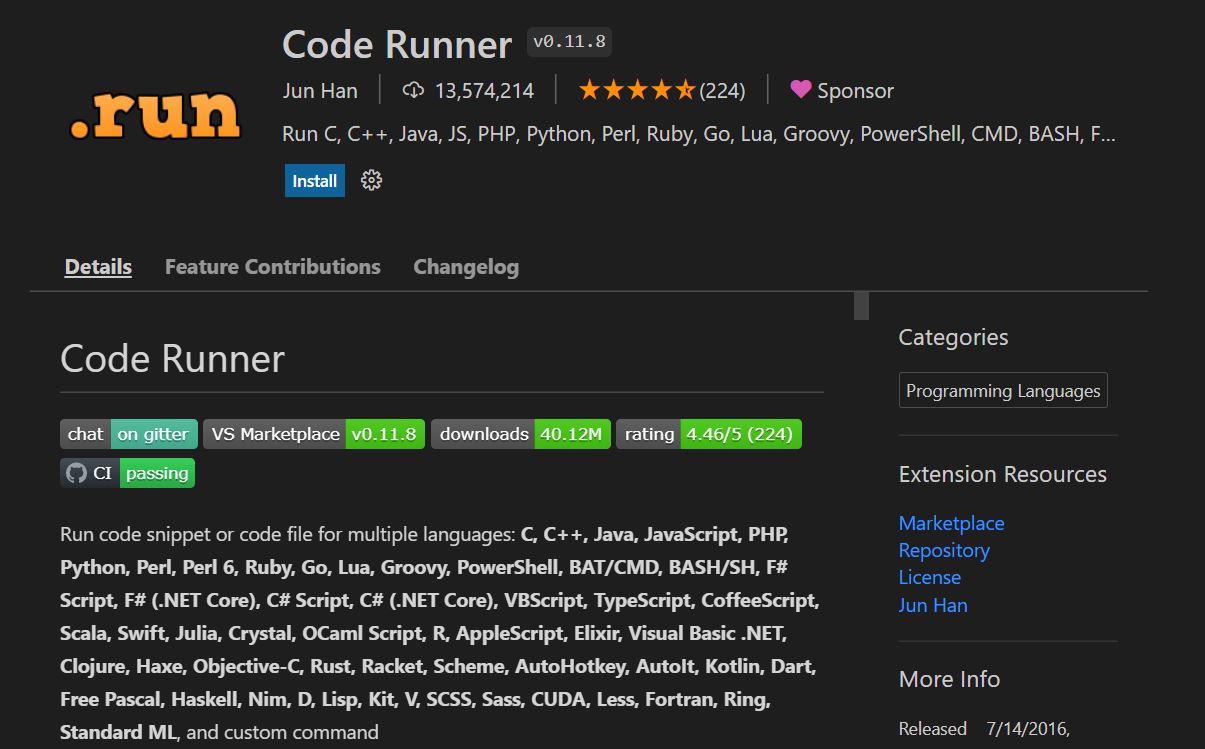 .run
Code Runner v0.11.8
Jun Han 13,574,214 (224) Sponsor
Run C, C++, Java, JS, PHP, Python, Perl, Ruby, Go, Lua, Groovy, PowerShell, CMD, BASH, F...
Install
Details Feature Contributions Changelog
Code Runner
chat on gitter VS Marketplace v0.11.8 downloads 40.12M rating 4.46/5 (224)
CI passing
Run code snippet or code file for multiple languages: C, C++, Java, JavaScript, PHP,
Python, Perl, Perl 6, Ruby, Go, Lua, Groovy, PowerShell, BAT/CMD, BASH/SH, F#
Script, F# (.NET Core), C# Script, C# (.NET Core), VBScript, TypeScript, CoffeeScript,
Scala, Swift, Julia, Crystal, OCaml Script, R, AppleScript, Elixir, Visual Basic .NET,
Clojure, Haxe, Objective-C, Rust, Racket, Scheme, AutoHotkey, AutoIt, Kotlin, Dart,
Free Pascal, Haskell, Nim, D, Lisp, Kit, V, SCSS, Sass, CUDA, Less, Fortran, Ring,
Standard ML, and custom command
Categories
Programming Languages
Extension Resources
Marketplace
Repository
License
Jun Han
More Info
Released 7/14/2016,